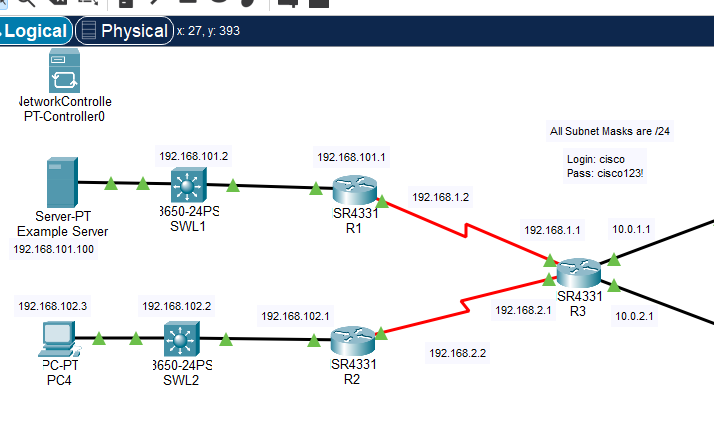 Logical
Physical
x: 27, y: 393
NetworkControlle
PT-Controller0
All Subnet Masks are /24
Login: cisco
Pass: cisco123!
192.168.101.2
192.168.101.1
192.168.1.2
192.168.1.1
10.0.1.1
Server-PT
Example Server
192.168.101.100
3650-24PS
SWL1
SR4331
R1
SR4331
R3
192.168.102.3
192.168.102.2
192.168.102.1
192.168.2.1
10.0.2.1
192.168.2.2
PC-PT
PC4
3650-24PS
SWL2
SR4331
R2